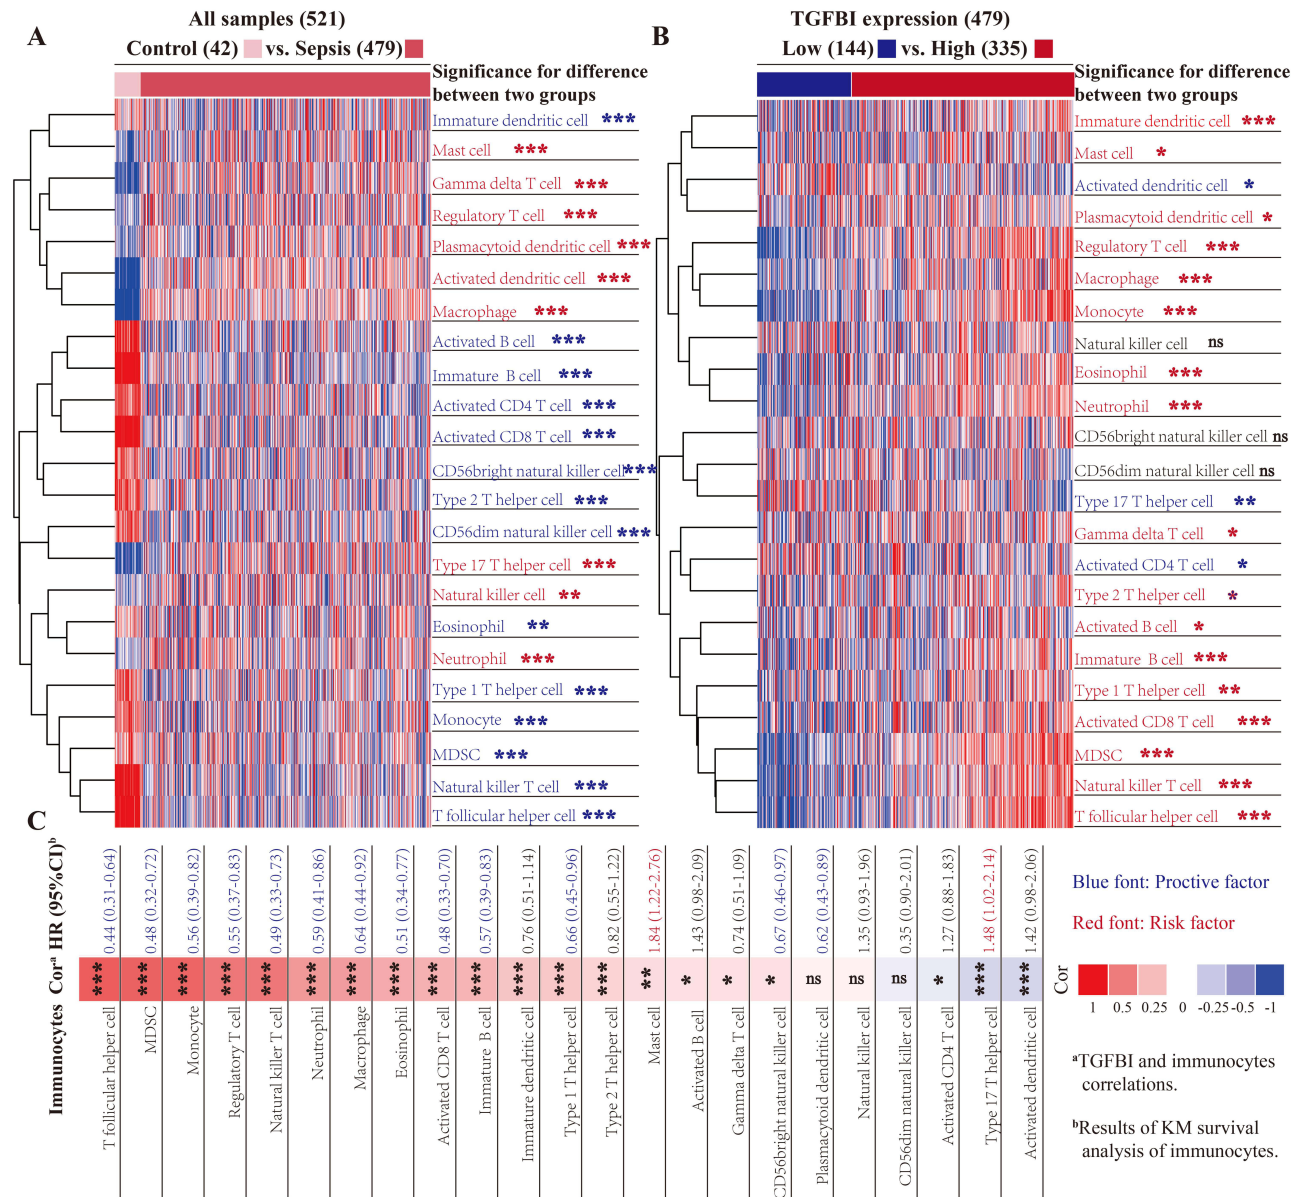 A
All samples (521)
Control (42) vs. Sepsis (479)
Significance for difference
between two groups
Immature dendritic cell ***
Mast cell ***
Gamma delta T cell ***
Regulatory T cell ***
Plasmacytoid dendritic cell ***
Activated dendritic cell ***
Macrophage ***
Activated B cell ***
Immature B cell ***
Activated CD4 T cell ***
Activated CD8 T cell ***
CD56bright natural killer cell ***
Type 2 T helper cell ***
CD56dim natural killer cell ***
Type 17 T helper cell ***
Natural killer cell **
Eosinophil **
Neutrophil ***
Type 1 T helper cell ***
Monocyte ***
MDSC ***
Natural killer T cell ***
T follicular helper cell ***
B
TGFBI expression (479)
Low (144) vs. High (335)
Significance for difference
between two groups
Immature dendritic cell ***
Mast cell *
Activated dendritic cell *
Plasmacytoid dendritic cell *
Regulatory T cell ***
Macrophage ***
Monocyte ***
Natural killer cell ns
Eosinophil ***
Neutrophil ***
CD56bright natural killer cell ns
CD56dim natural killer cell ns
Type 17 T helper cell **
Gamma delta T cell *
Activated CD4 T cell *
Type 2 T helper cell *
Activated B cell *
Immature B cell ***
Type 1 T helper cell **
Activated CD8 T cell ***
MDSC ***
Natural killer T cell ***
T follicular helper cell ***
C
Immunocytes Corᵃ HR (95%CI)ᵇ
T follicular helper cell *** 0.44 (0.31-0.64)
MDSC *** 0.48 (0.32-0.72)
Monocyte *** 0.56 (0.39-0.82)
Regulatory T cell *** 0.55 (0.37-0.83)
Natural killer T cell *** 0.49 (0.33-0.73)
Neutrophil *** 0.59 (0.41-0.86)
Macrophage *** 0.64 (0.44-0.92)
Eosinophil *** 0.51 (0.34-0.77)
Activated CD8 T cell *** 0.48 (0.33-0.70)
Immature B cell *** 0.57 (0.39-0.83)
Immature dendritic cell *** 0.76 (0.51-1.14)
Type 1 T helper cell *** 0.66 (0.45-0.96)
Type 2 T helper cell *** 0.82 (0.55-1.22)
Mast cell ** 1.84 (1.22-2.76)
Activated B cell * 1.43 (0.98-2.09)
Gamma delta T cell * 0.74 (0.51-1.09)
CD56bright natural killer cell * 0.67 (0.46-0.97)
Plasmacytoid dendritic cell ns 0.62 (0.43-0.89)
Natural killer cell ns 1.35 (0.93-1.96)
CD56dim natural killer cell ns 0.35 (0.90-2.01)
Activated CD4 T cell * 1.27 (0.88-1.83)
Type 17 T helper cell *** 1.48 (1.02-2.14)
Activated dendritic cell *** 1.42 (0.98-2.06)
Blue font: Proctive factor
Red font: Risk factor
Cor
1 0.5 0.25 0 -0.25 -0.5 -1
ᵃTGFBI and immunocytes
correlations.
ᵇResults of KM survival
analysis of immunocytes.